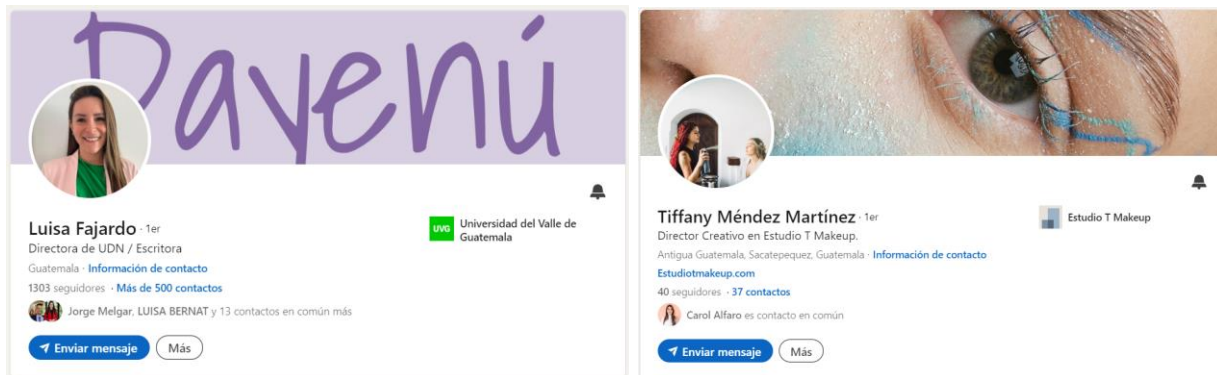 Dayenú
Luisa Fajardo · 1er
Directora de UDN / Escritora
Guatemala · Información de contacto
1303 seguidores · Más de 500 contactos
Jorge Melgar, LUISA BERNAT y 13 contactos en común más
Enviar mensaje
Más
UVG
Universidad del Valle de
Guatemala
Tiffany Méndez Martínez · 1er
Director Creativo en Estudio T Makeup.
Antigua Guatemala, Sacatepequez, Guatemala · Información de contacto
Estudiotmakeup.com
40 seguidores · 37 contactos
Carol Alfaro es contacto en común
Enviar mensaje
Más
Estudio T Makeup